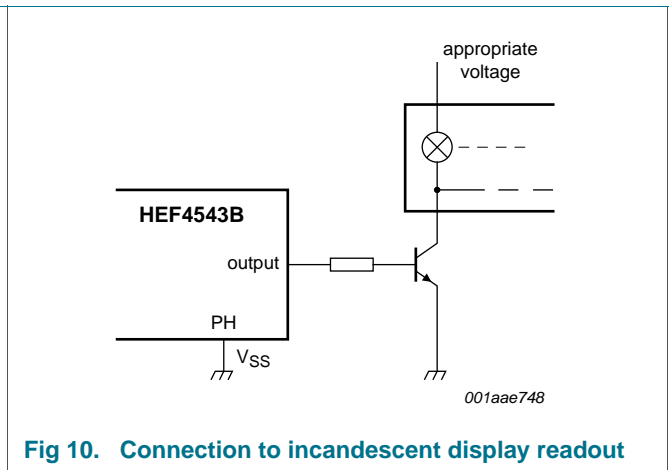 appropriate
voltage
HEF4543B
output
PH
VSS
001aae748
Fig 10. Connection to incandescent display readout